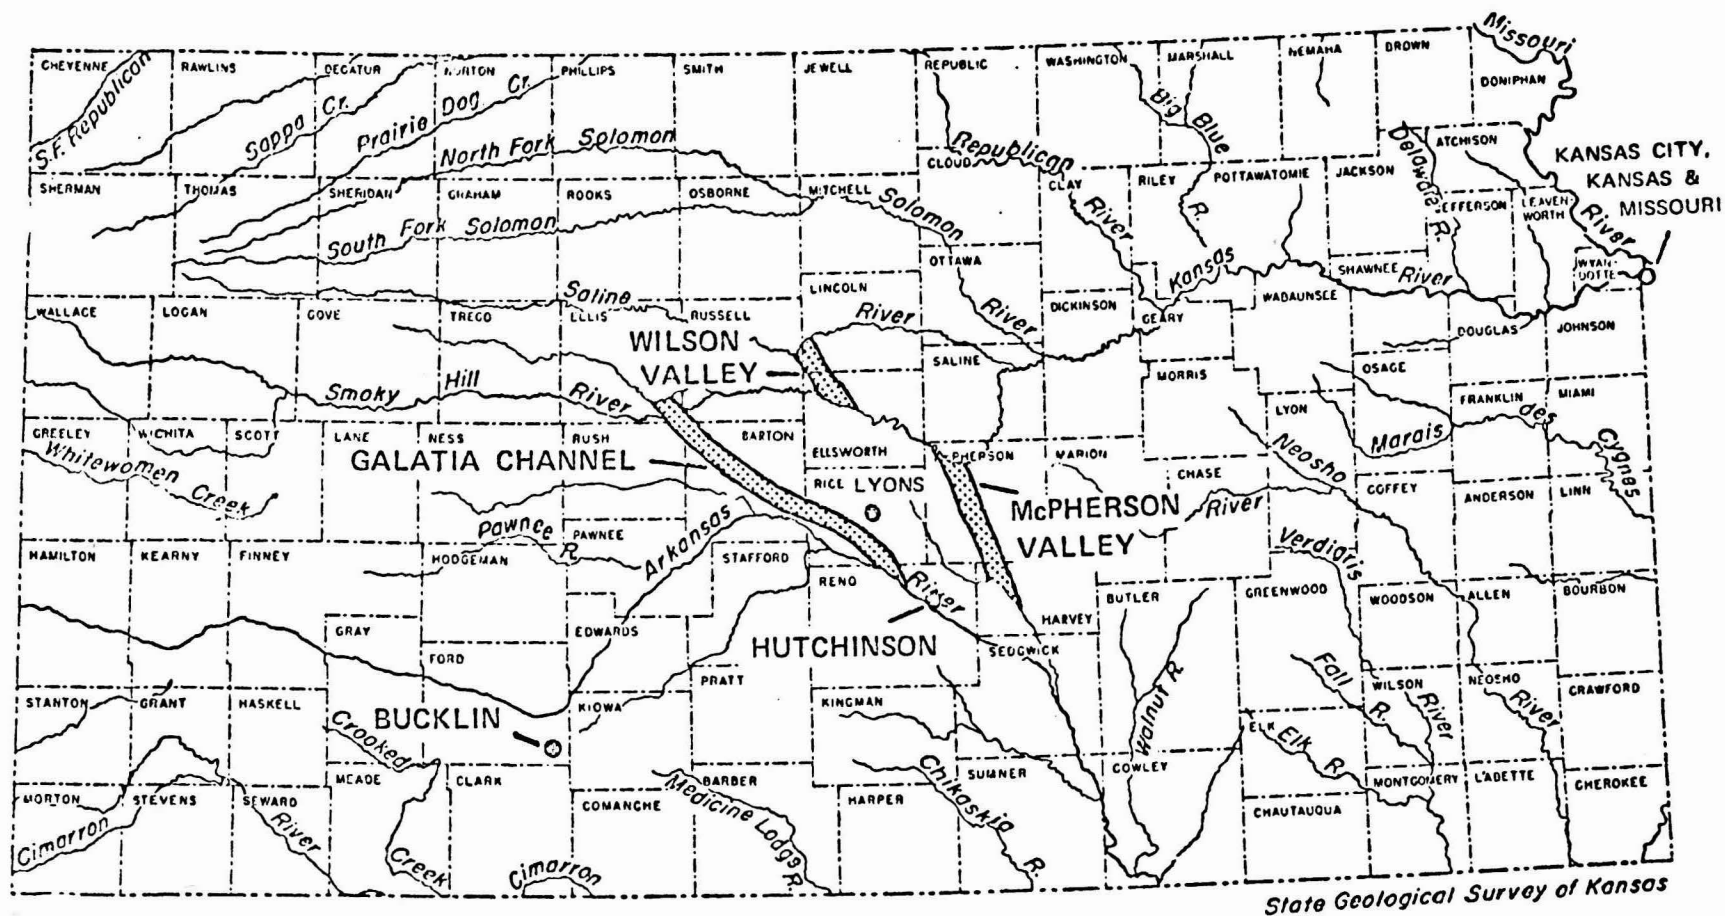 CHEYENNE
RAWLINS
DECATUR
NORTON
PHILLIPS
SMITH
JEWELL
REPUBLIC
WASHINGTON
MARSHALL
NEMAHA
BROWN
Missouri
DONIPHAN
S.F. Republican
Sappa Cr.
Prairie Dog Cr.
North Fork Solomon
Republican
Big Blue
Delaware
ATCHISON
KANSAS CITY,
KANSAS &
MISSOURI
SHERMAN
THOMAS
SHERIDAN
GRAHAM
ROOKS
OSBORNE
MITCHELL
CLOUD
CLAY
RILEY
POTTAWATOMIE
JACKSON
JEFFERSON
LEAVEN-
WORTH
River
South Fork Solomon
Solomon
River
R.
R.
OTTAWA
Kansas
SHAWNEE
River
WYAN-
DOTTE
Saline
LINCOLN
River
River
DICKINSON
GEARY
WABAUNSEE
DOUGLAS
JOHNSON
WALLACE
LOGAN
GOVE
TREGO
ELLIS
RUSSELL
WILSON
VALLEY
SALINE
MORRIS
OSAGE
FRANKLIN
MIAMI
Smoky Hill River
LYON
Marais des Cygnes
GREELEY
WICHITA
SCOTT
LANE
NESS
RUSH
BARTON
ELLSWORTH
McPHERSON
MARION
CHASE
Neosho
COFFEY
ANDERSON
LINN
Whitewomen Creek
GALATIA CHANNEL
RICE
LYONS
McPHERSON
VALLEY
River
Verdigris
HAMILTON
KEARNY
FINNEY
HODGEMAN
Pawnee R.
PAWNEE
Arkansas
STAFFORD
RENO
River
HARVEY
BUTLER
GREENWOOD
WOODSON
ALLEN
BOURBON
GRAY
FORD
EDWARDS
HUTCHINSON
SEDGWICK
STANTON
GRANT
HASKELL
BUCKLIN
KIOWA
PRATT
KINGMAN
Walnut R.
Fall R.
WILSON
River
NEOSHO
River
CRAWFORD
Crooked
ELK
Elk R.
MORTON
STEVENS
SEWARD
MEADE
CLARK
COMANCHE
BARBER
HARPER
SUMNER
COWLEY
MONTGOMERY
LABETTE
CHEROKEE
Cimarron
River
Creek
Cimarron
Medicine Lodge R.
Chikaskia R.
CHAUTAUQUA
State Geological Survey of Kansas